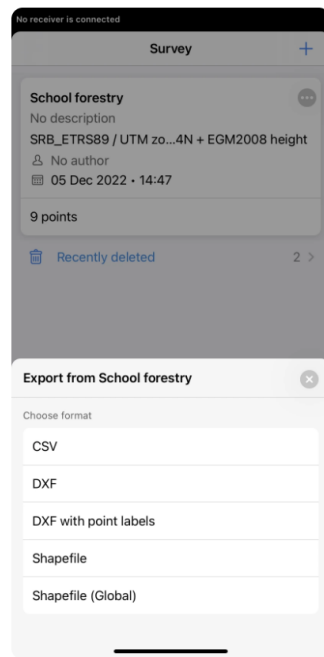 No receiver is connected
Survey
School forestry
No description
SRB_ETRS89 / UTM zo...4N + EGM2008 height
No author
05 Dec 2022 • 14:47
9 points
Recently deleted 2
Export from School forestry
Choose format
CSV
DXF
DXF with point labels
Shapefile
Shapefile (Global)